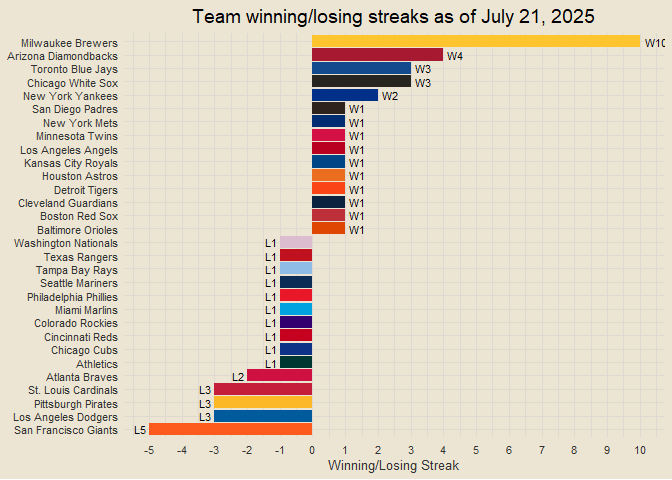 Team winning/losing streaks as of July 21, 2025
Milwaukee Brewers W10
Arizona Diamondbacks W4
Toronto Blue Jays W3
Chicago White Sox W3
New York Yankees W2
San Diego Padres W1
New York Mets W1
Minnesota Twins W1
Los Angeles Angels W1
Kansas City Royals W1
Houston Astros W1
Detroit Tigers W1
Cleveland Guardians W1
Boston Red Sox W1
Baltimore Orioles W1
Washington Nationals L1
Texas Rangers L1
Tampa Bay Rays L1
Seattle Mariners L1
Philadelphia Phillies L1
Miami Marlins L1
Colorado Rockies L1
Cincinnati Reds L1
Chicago Cubs L1
Athletics L1
Atlanta Braves L2
St. Louis Cardinals L3
Pittsburgh Pirates L3
Los Angeles Dodgers L3
San Francisco Giants L5
-5 -4 -3 -2 -1 0 1 2 3 4 5 6 7 8 9 10
Winning/Losing Streak